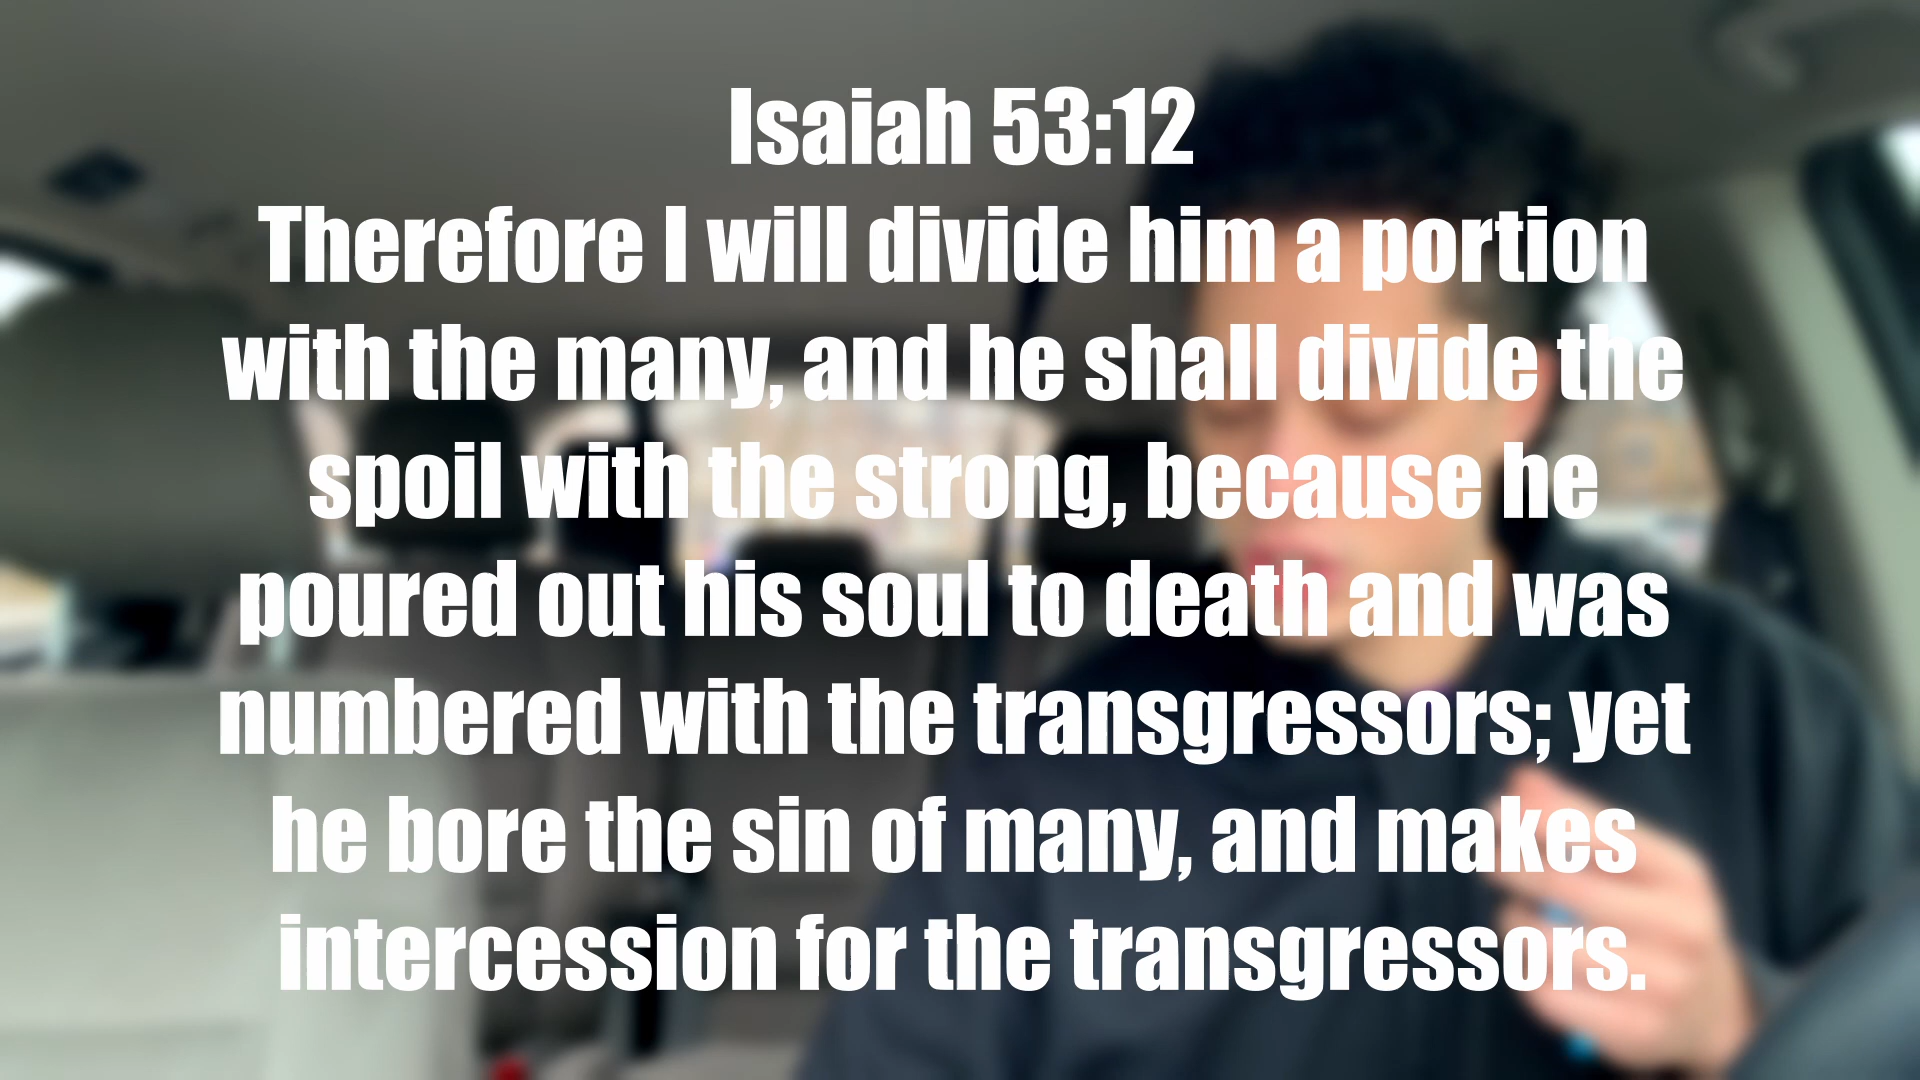 Isaiah 53:12
Therefore I will divide him a portion
with the many, and he shall divide the
spoil with the strong, because he
poured out his soul to death and was
numbered with the transgressors; yet
he bore the sin of many, and makes
intercession for the transgressors.